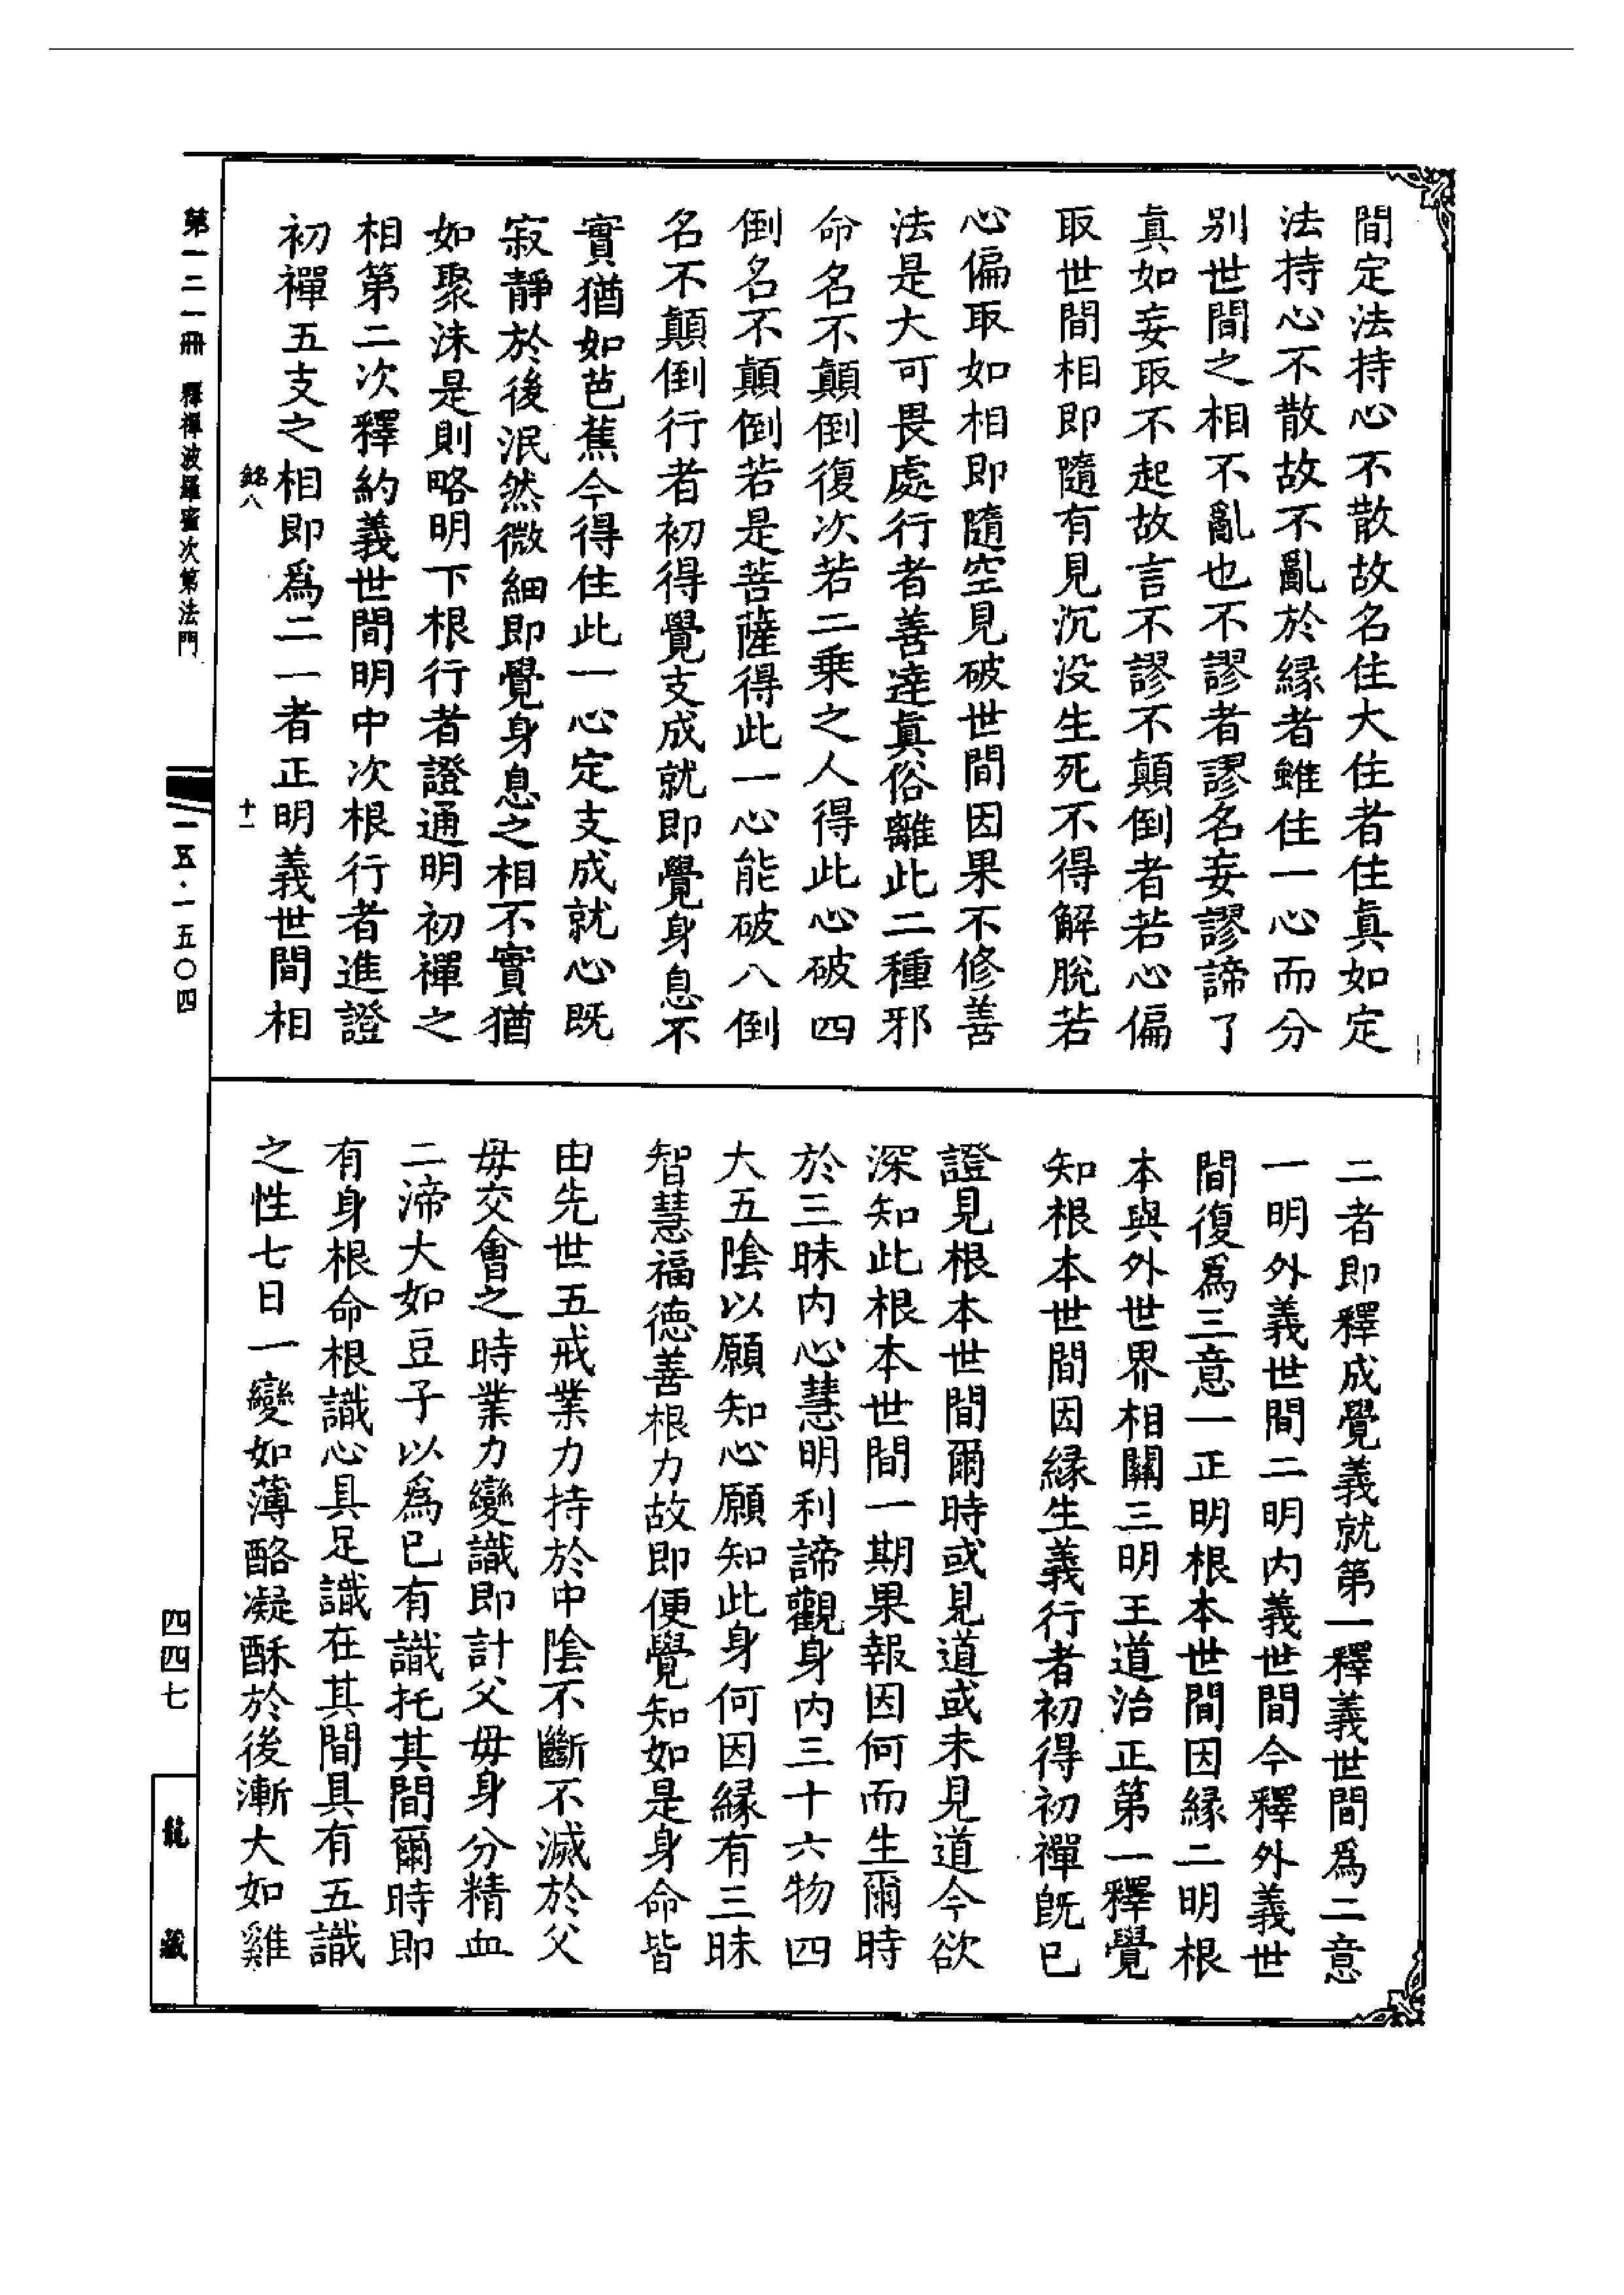 間定法持心不散故名住大住者住真如定
法持心不散故不亂於緣者雖住一心而分
别世間之相不亂也不謬者謬名妄謬諦了
真如妄取不起故言不謬不顛倒者若心偏
取世間相即隨有見沉没生死不得解脫若
心偏取如相即隨空見破世間因果不修善
法是大可畏處行者善達真俗離此二種邪
命名不顛倒復次若二乗之人得此心破四
倒名不顛倒若是菩薩得此一心能破八倒
名不顛倒行者初得覺支成就即覺身息不
實猶如芭蕉今得住此一心定支成就心既
寂靜於後泯然微細即覺身息之相不實猶
如聚沫是則略明下根行者證通明初禪之
相第二次釋約義世間明中次根行者進證
初禪五支之相即爲二一者正明義世間相
二者即釋成覺義就第一釋義世間爲二意
一明外義世間二明内義世間今釋外義世
間復爲三意一正明根本世間因緣二明根
本與外世界相關三明王道治正第一釋覺
知根本世間因緣生義行者初得初禪既已
證見根本世間爾時或見道或未見道今欲
深知此根本世間一期果報因何而生爾時
於三昧内心慧明利諦觀身内三十六物四
大五陰以願知心願知此身何因緣有三昧
智慧福德善根力故即便覺知如是身命皆
由先世五戒業力持於中陰不斷不滅於父
母交會之時業力變識即計父母身分精血
二渧大如豆子以爲已有識托其間爾時即
有身根命根識心具足識在其間具有五識
之性七日一變如薄酪凝酥於後漸大如雞
銘八
十一
第一三一冊 釋禪波羅蜜次第法門
一五·一五〇四
四四七
龍藏